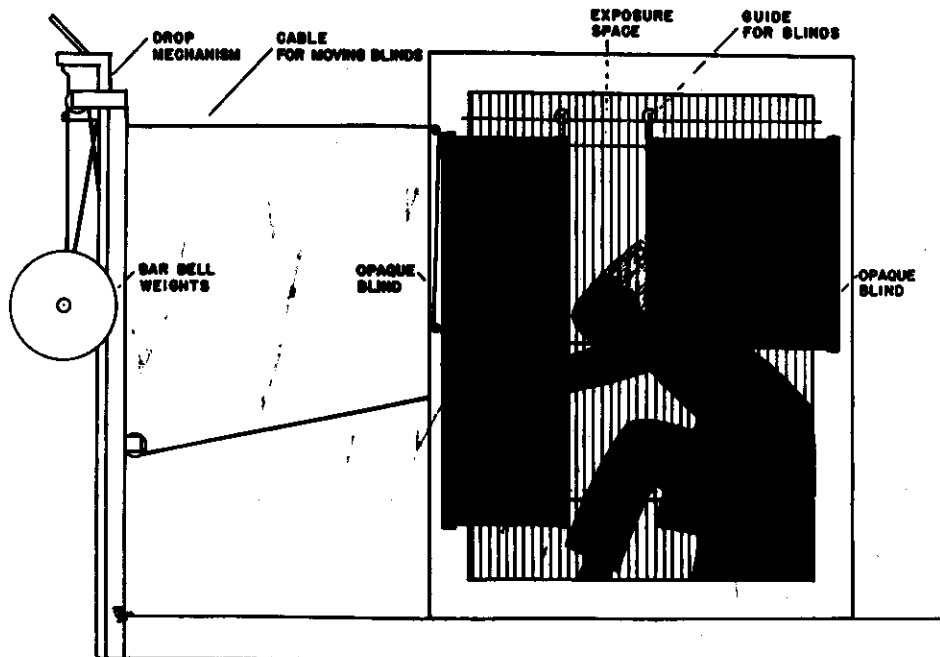 DROP
MECHANISM
CABLE
FOR MOVING BLINDS
EXPOSURE
SPACE
GUIDE
FOR BLINDS
BAR BELL
WEIGHTS
OPAQUE
BLIND
OPAQUE
BLIND